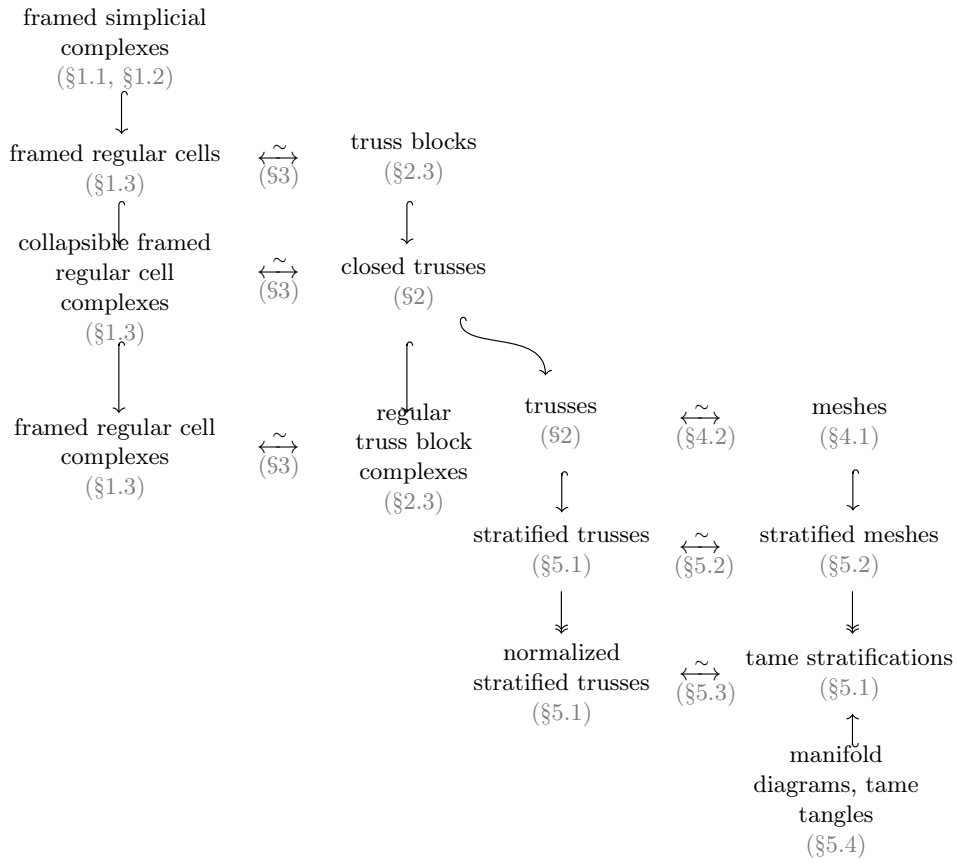 framed simplicial
complexes
(§1.1, §1.2)
framed regular cells
(§1.3)
∼
(§3)
truss blocks
(§2.3)
collapsible framed
regular cell
complexes
(§1.3)
∼
(§3)
closed trusses
(§2)
framed regular cell
complexes
(§1.3)
∼
(§3)
regular
truss block
complexes
(§2.3)
trusses
(§2)
∼
(§4.2)
meshes
(§4.1)
stratified trusses
(§5.1)
∼
(§5.2)
stratified meshes
(§5.2)
normalized
stratified trusses
(§5.1)
∼
(§5.3)
tame stratifications
(§5.1)
manifold
diagrams, tame
tangles
(§5.4)